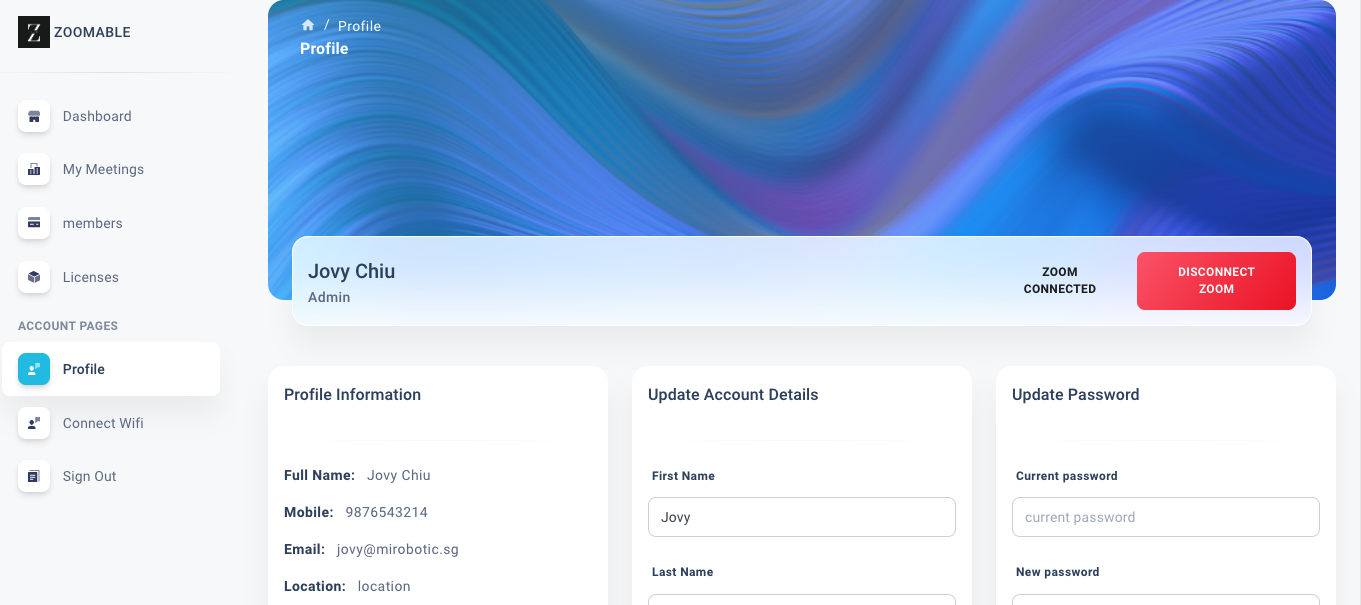 Z ZOOMABLE
Dashboard
My Meetings
members
Licenses
ACCOUNT PAGES
Profile
Connect Wifi
Sign Out
/ Profile
Profile
Jovy Chiu
Admin
ZOOM
CONNECTED
DISCONNECT
ZOOM
Profile Information
Full Name: Jovy Chiu
Mobile: 9876543214
Email: jovy@mirobotic.sg
Location: location
Update Account Details
First Name
Jovy
Last Name
Update Password
Current password
current password
New password